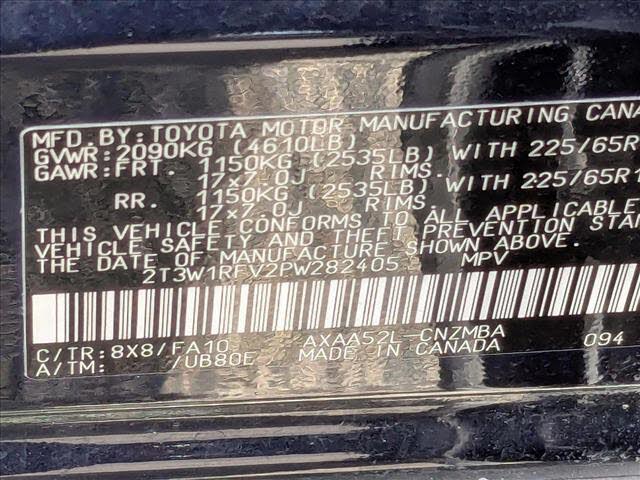 MFD. BY: TOYOTA MOTOR MANUFACTURING CANA
GVWR: 2090KG (4610LB)
GAWR: FRT. 1150KG (2535LB) WITH 225/65R
17x7.0J RIMS.
RR. 1150KG (2535LB) WITH 225/65R1
17x7.0J RIMS.
THIS VEHICLE CONFORMS TO ALL APPLICABLE
VEHICLE SAFETY AND THEFT PREVENTION STAN
THE DATE OF MANUFACTURE SHOWN ABOVE.
2T3W1RFV2PW282405 MPV
C/TR: 8X8/FA10 AXAA52L-CNZMBA
A/TM: /UB80E MADE IN CANADA 094